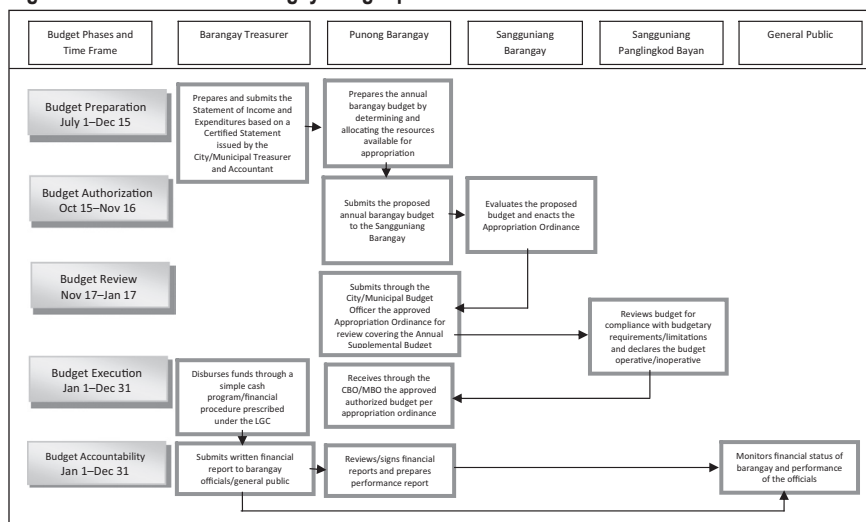 Budget Phases and
Time Frame
Barangay Treasurer
Punong Barangay
Sangguniang
Barangay
Sangguniang
Panglingkod Bayan
General Public
Budget Preparation
July 1–Dec 15
Prepares and submits the
Statement of Income and
Expenditures based on a
Certified Statement
issued by the
City/Municipal Treasurer
and Accountant
Prepares the annual
barangay budget by
determining and
allocating the resources
available for
appropriation
Budget Authorization
Oct 15–Nov 16
Submits the proposed
annual barangay budget
to the Sangguniang
Barangay
Evaluates the proposed
budget and enacts the
Appropriation Ordinance
Budget Review
Nov 17–Jan 17
Submits through the
City/Municipal Budget
Officer the approved
Appropriation Ordinance for
review covering the Annual
Supplemental Budget
Reviews budget for
compliance with budgetary
requirements/limitations
and declares the budget
operative/inoperative
Budget Execution
Jan 1–Dec 31
Disburses funds through a
simple cash
program/financial
procedure prescribed
under the LGC
Receives through the
CBO/MBO the approved
authorized budget per
appropriation ordinance
Budget Accountability
Jan 1–Dec 31
Submits written financial
report to barangay
officials/general public
Reviews/signs financial
reports and prepares
performance report
Monitors financial status of
barangay and performance
of the officials